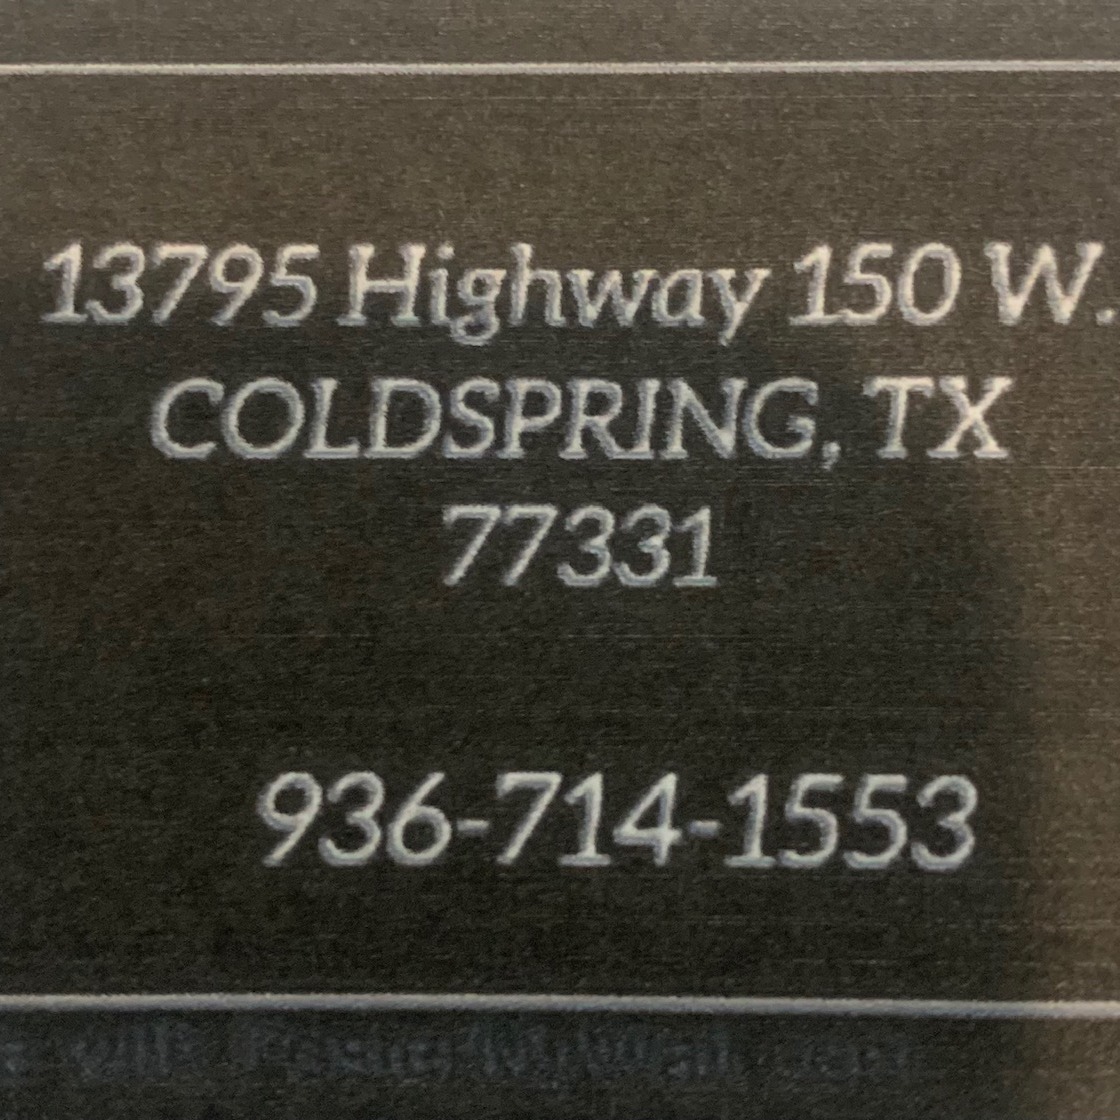 13795 Highway 150 W.
COLDSPRING, TX
77331
936-714-1553